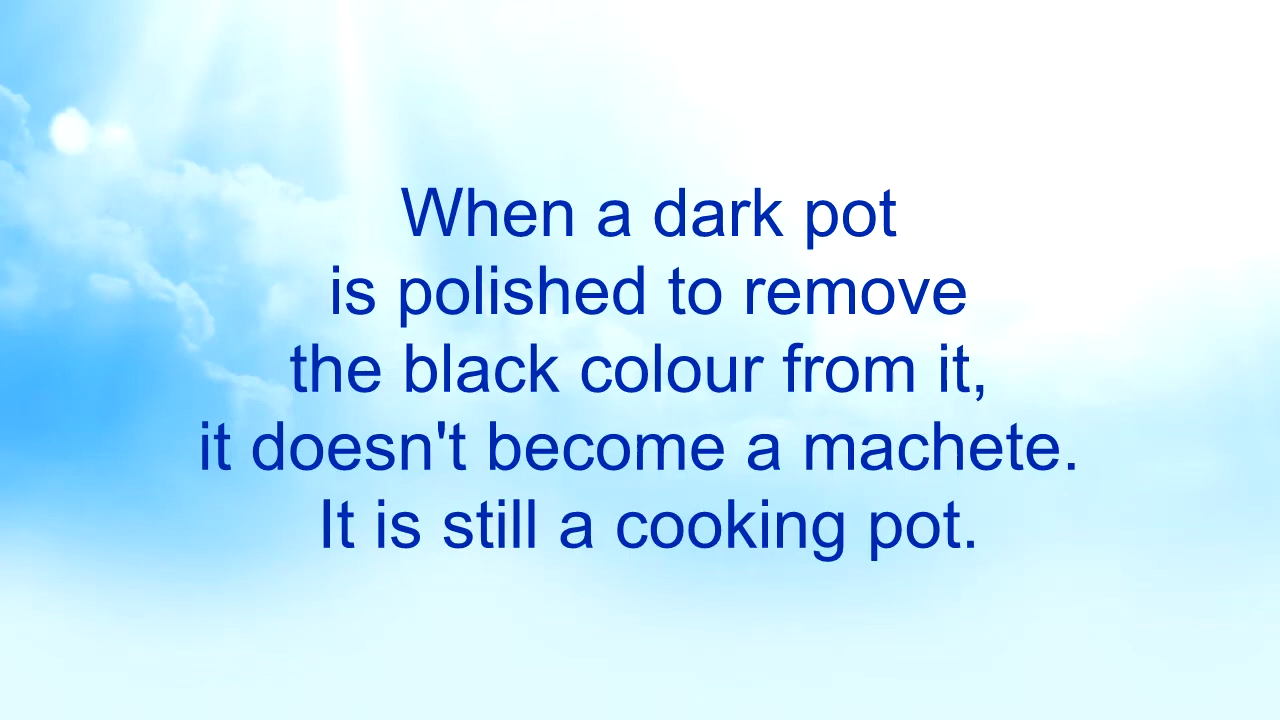 When a dark pot
is polished to remove
the black colour from it,
it doesn't become a machete.
It is still a cooking pot.